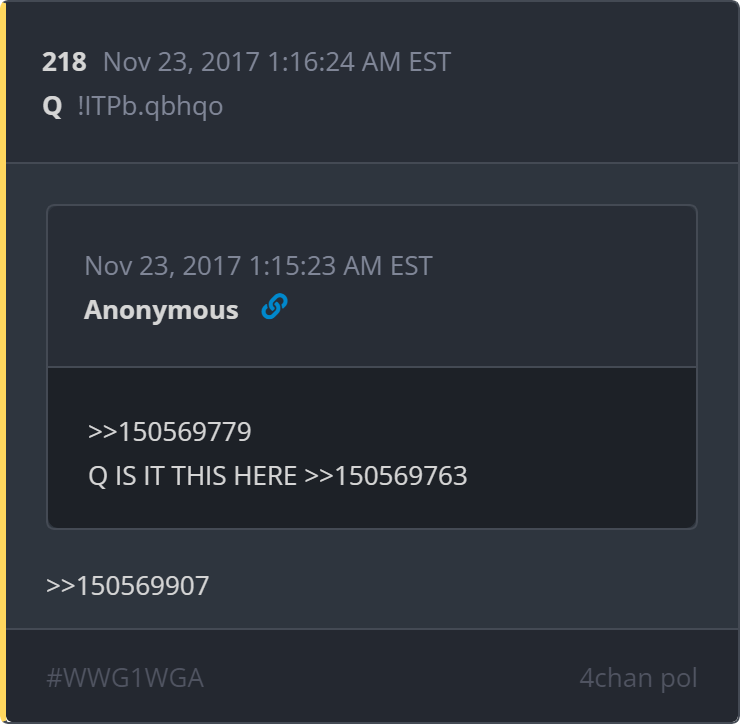 218 Nov 23, 2017 1:16:24 AM EST
Q !ITPb.qbhqo
Nov 23, 2017 1:15:23 AM EST
Anonymous
>>150569779
Q IS IT THIS HERE >>150569763
>>150569907
#WWG1WGA 4chan pol